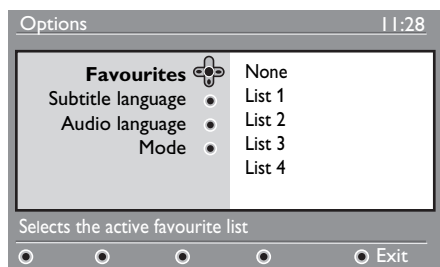 Options 11:28
Favourites None
Subtitle language List 1
Audio language List 2
Mode List 3
List 4
Selects the active favourite list
Exit